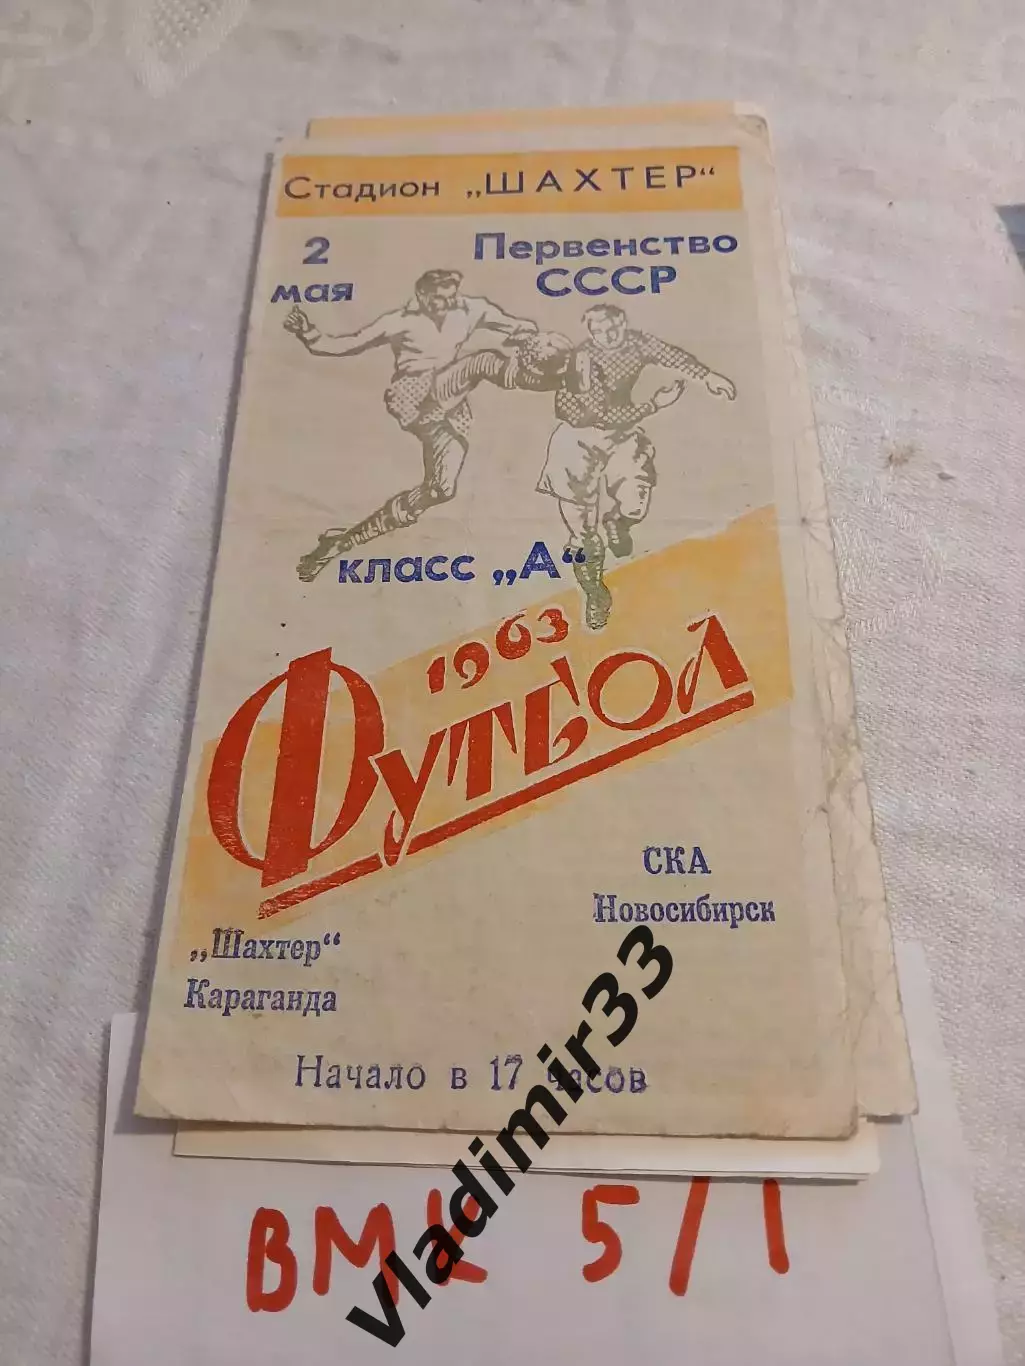 Стадион „ШАХТЕР“
2 мая
Первенство
СССР
класс „А“
1963
ФУТБОЛ
СКА
Новосибирск
„Шахтер“
Караганда
Начало в 17 часов
vladimir33
ВМК 5/1